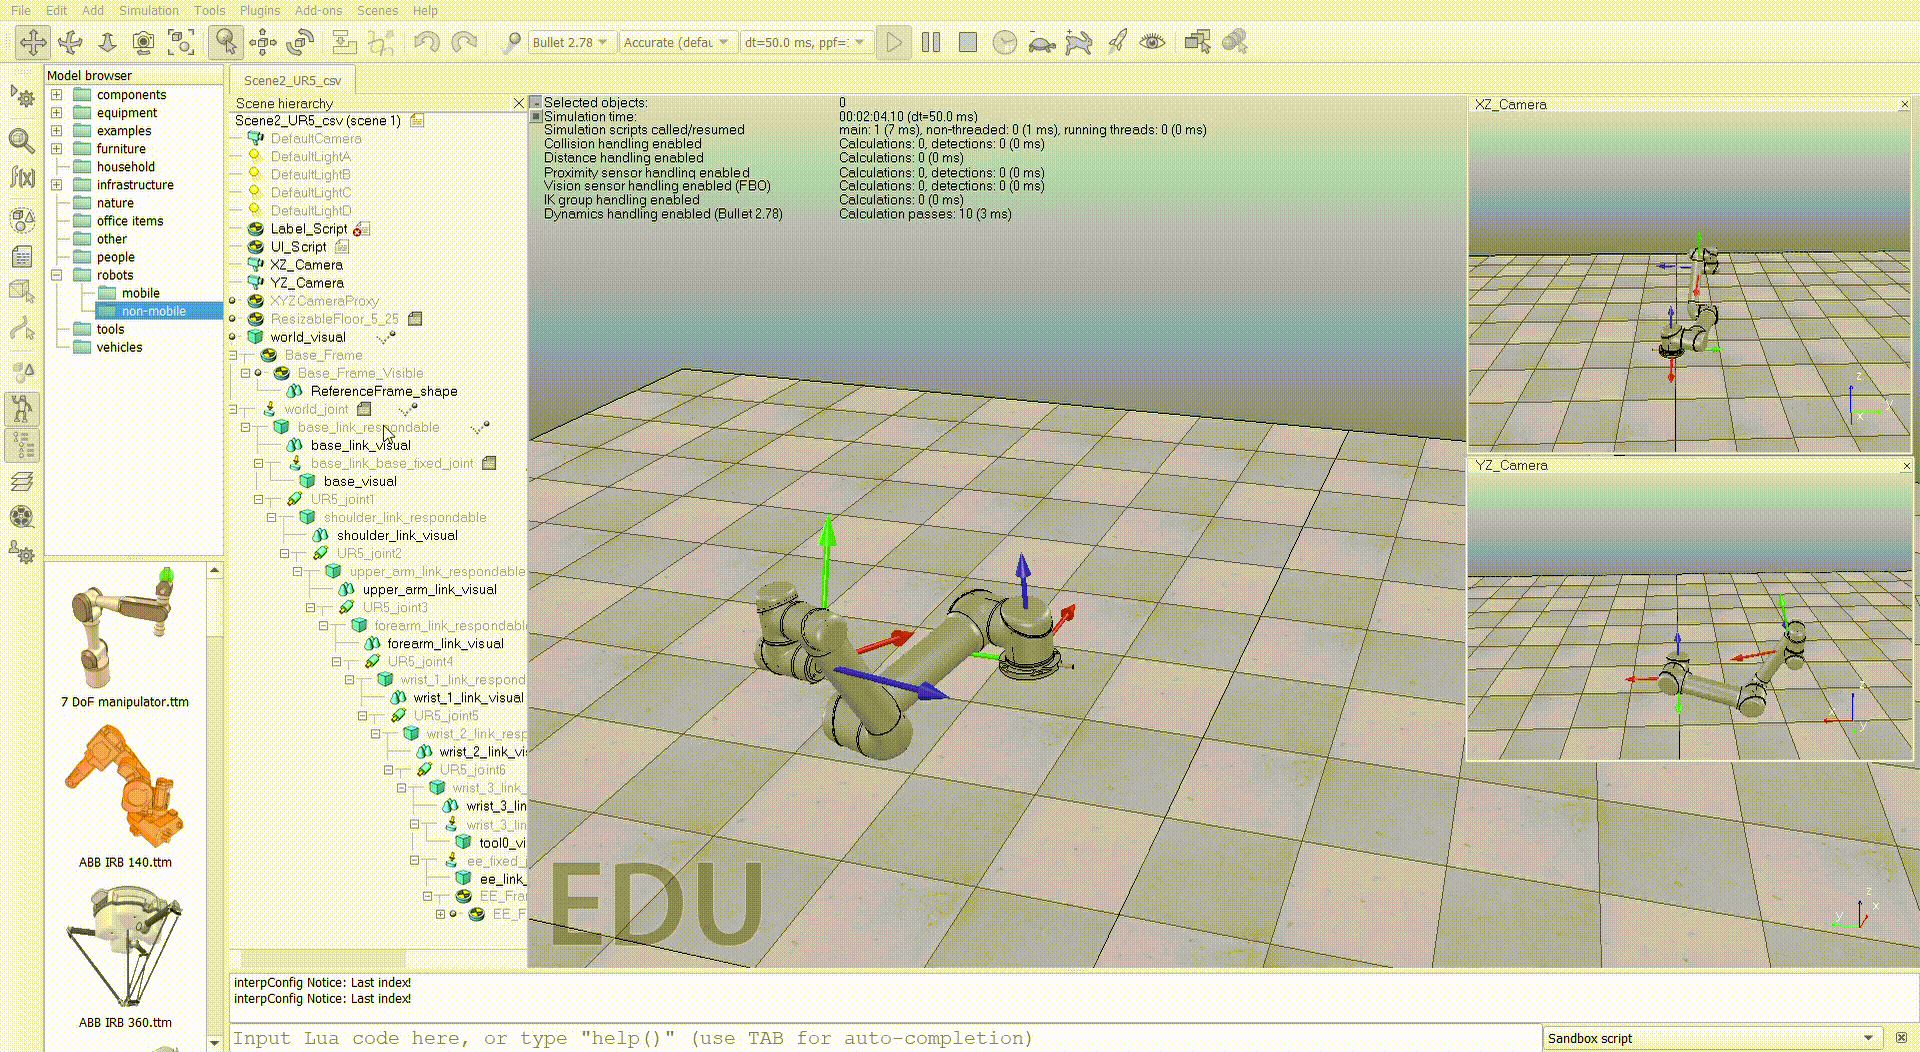 File Edit Add Simulation Tools Plugins Add-ons Scenes Help
Bullet 2.78 Accurate (defau dt=50.0 ms, ppf=
Model browser
components
equipment
examples
furniture
household
infrastructure
nature
office items
other
people
robots
mobile
non-mobile
tools
vehicles
7 DoF manipulator.ttm
ABB IRB 140.ttm
ABB IRB 360.ttm
Scene2_UR5_csv
Scene hierarchy
Scene2_UR5_csv (scene 1)
DefaultCamera
DefaultLightA
DefaultLightB
DefaultLightC
DefaultLightD
Label_Script
UI_Script
XZ_Camera
YZ_Camera
XYZCameraProxy
ResizableFloor_5_25
world_visual
Base_Frame
Base_Frame_Visible
ReferenceFrame_shape
world_joint
base_link_respondable
base_link_visual
base_link_base_fixed_joint
base_visual
UR5_joint1
shoulder_link_respondable
shoulder_link_visual
UR5_joint2
upper_arm_link_respondable
upper_arm_link_visual
UR5_joint3
forearm_link_respondabl
forearm_link_visual
UR5_joint4
wrist_1_link_respond
wrist_1_link_visual
UR5_joint5
wrist_2_link_resp
wrist_2_link_vis
UR5_joint6
wrist_3_link
wrist_3_lin
wrist_3_lin
tool0_vi
ee_fixed_
ee_link_
EE_Fra
EE_F
Selected objects: 0
Simulation time: 00:02:04.10 (dt=50.0 ms)
Simulation scripts called/resumed main: 1 (7 ms), non-threaded: 0 (1 ms), running threads: 0 (0 ms)
Collision handling enabled Calculations: 0, detections: 0 (0 ms)
Distance handling enabled Calculations: 0 (0 ms)
Proximity sensor handling enabled Calculations: 0, detections: 0 (0 ms)
Vision sensor handling enabled (FBO) Calculations: 0, detections: 0 (0 ms)
IK group handling enabled Calculations: 0 (0 ms)
Dynamics handling enabled (Bullet 2.78) Calculation passes: 10 (3 ms)
EDU
XZ_Camera
z
x
YZ_Camera
y
z
x
y
interpConfig Notice: Last index!
interpConfig Notice: Last index!
Input Lua code here, or type "help()" (use TAB for auto-completion)
Sandbox script